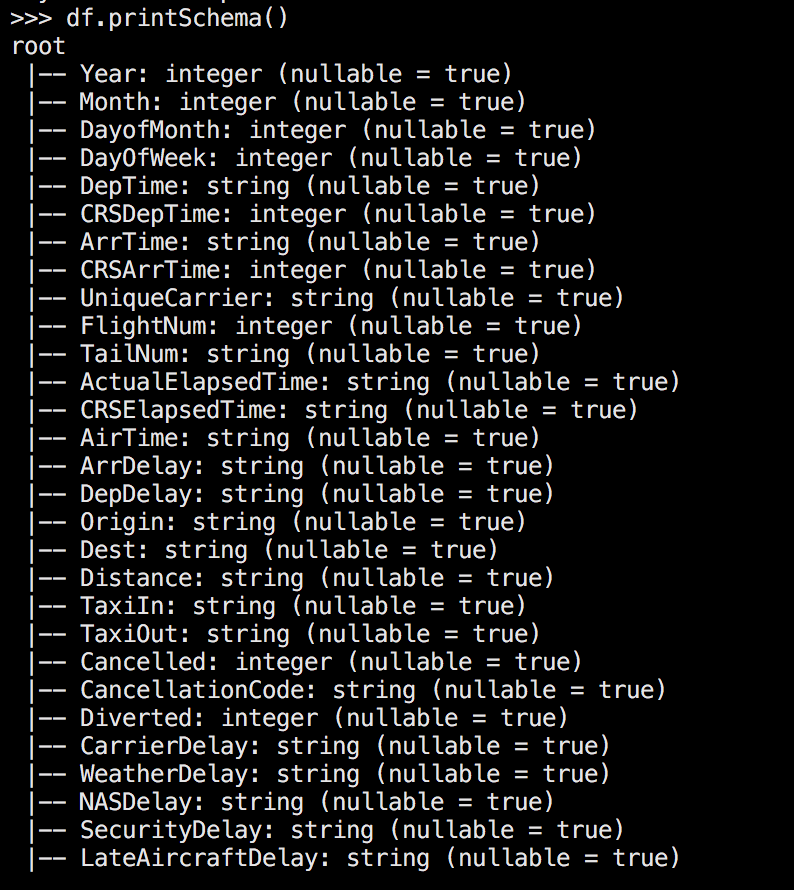 >>> df.printSchema()
root
 |-- Year: integer (nullable = true)
 |-- Month: integer (nullable = true)
 |-- DayofMonth: integer (nullable = true)
 |-- DayOfWeek: integer (nullable = true)
 |-- DepTime: string (nullable = true)
 |-- CRSDepTime: integer (nullable = true)
 |-- ArrTime: string (nullable = true)
 |-- CRSArrTime: integer (nullable = true)
 |-- UniqueCarrier: string (nullable = true)
 |-- FlightNum: integer (nullable = true)
 |-- TailNum: string (nullable = true)
 |-- ActualElapsedTime: string (nullable = true)
 |-- CRSElapsedTime: string (nullable = true)
 |-- AirTime: string (nullable = true)
 |-- ArrDelay: string (nullable = true)
 |-- DepDelay: string (nullable = true)
 |-- Origin: string (nullable = true)
 |-- Dest: string (nullable = true)
 |-- Distance: string (nullable = true)
 |-- TaxiIn: string (nullable = true)
 |-- TaxiOut: string (nullable = true)
 |-- Cancelled: integer (nullable = true)
 |-- CancellationCode: string (nullable = true)
 |-- Diverted: integer (nullable = true)
 |-- CarrierDelay: string (nullable = true)
 |-- WeatherDelay: string (nullable = true)
 |-- NASDelay: string (nullable = true)
 |-- SecurityDelay: string (nullable = true)
 |-- LateAircraftDelay: string (nullable = true)